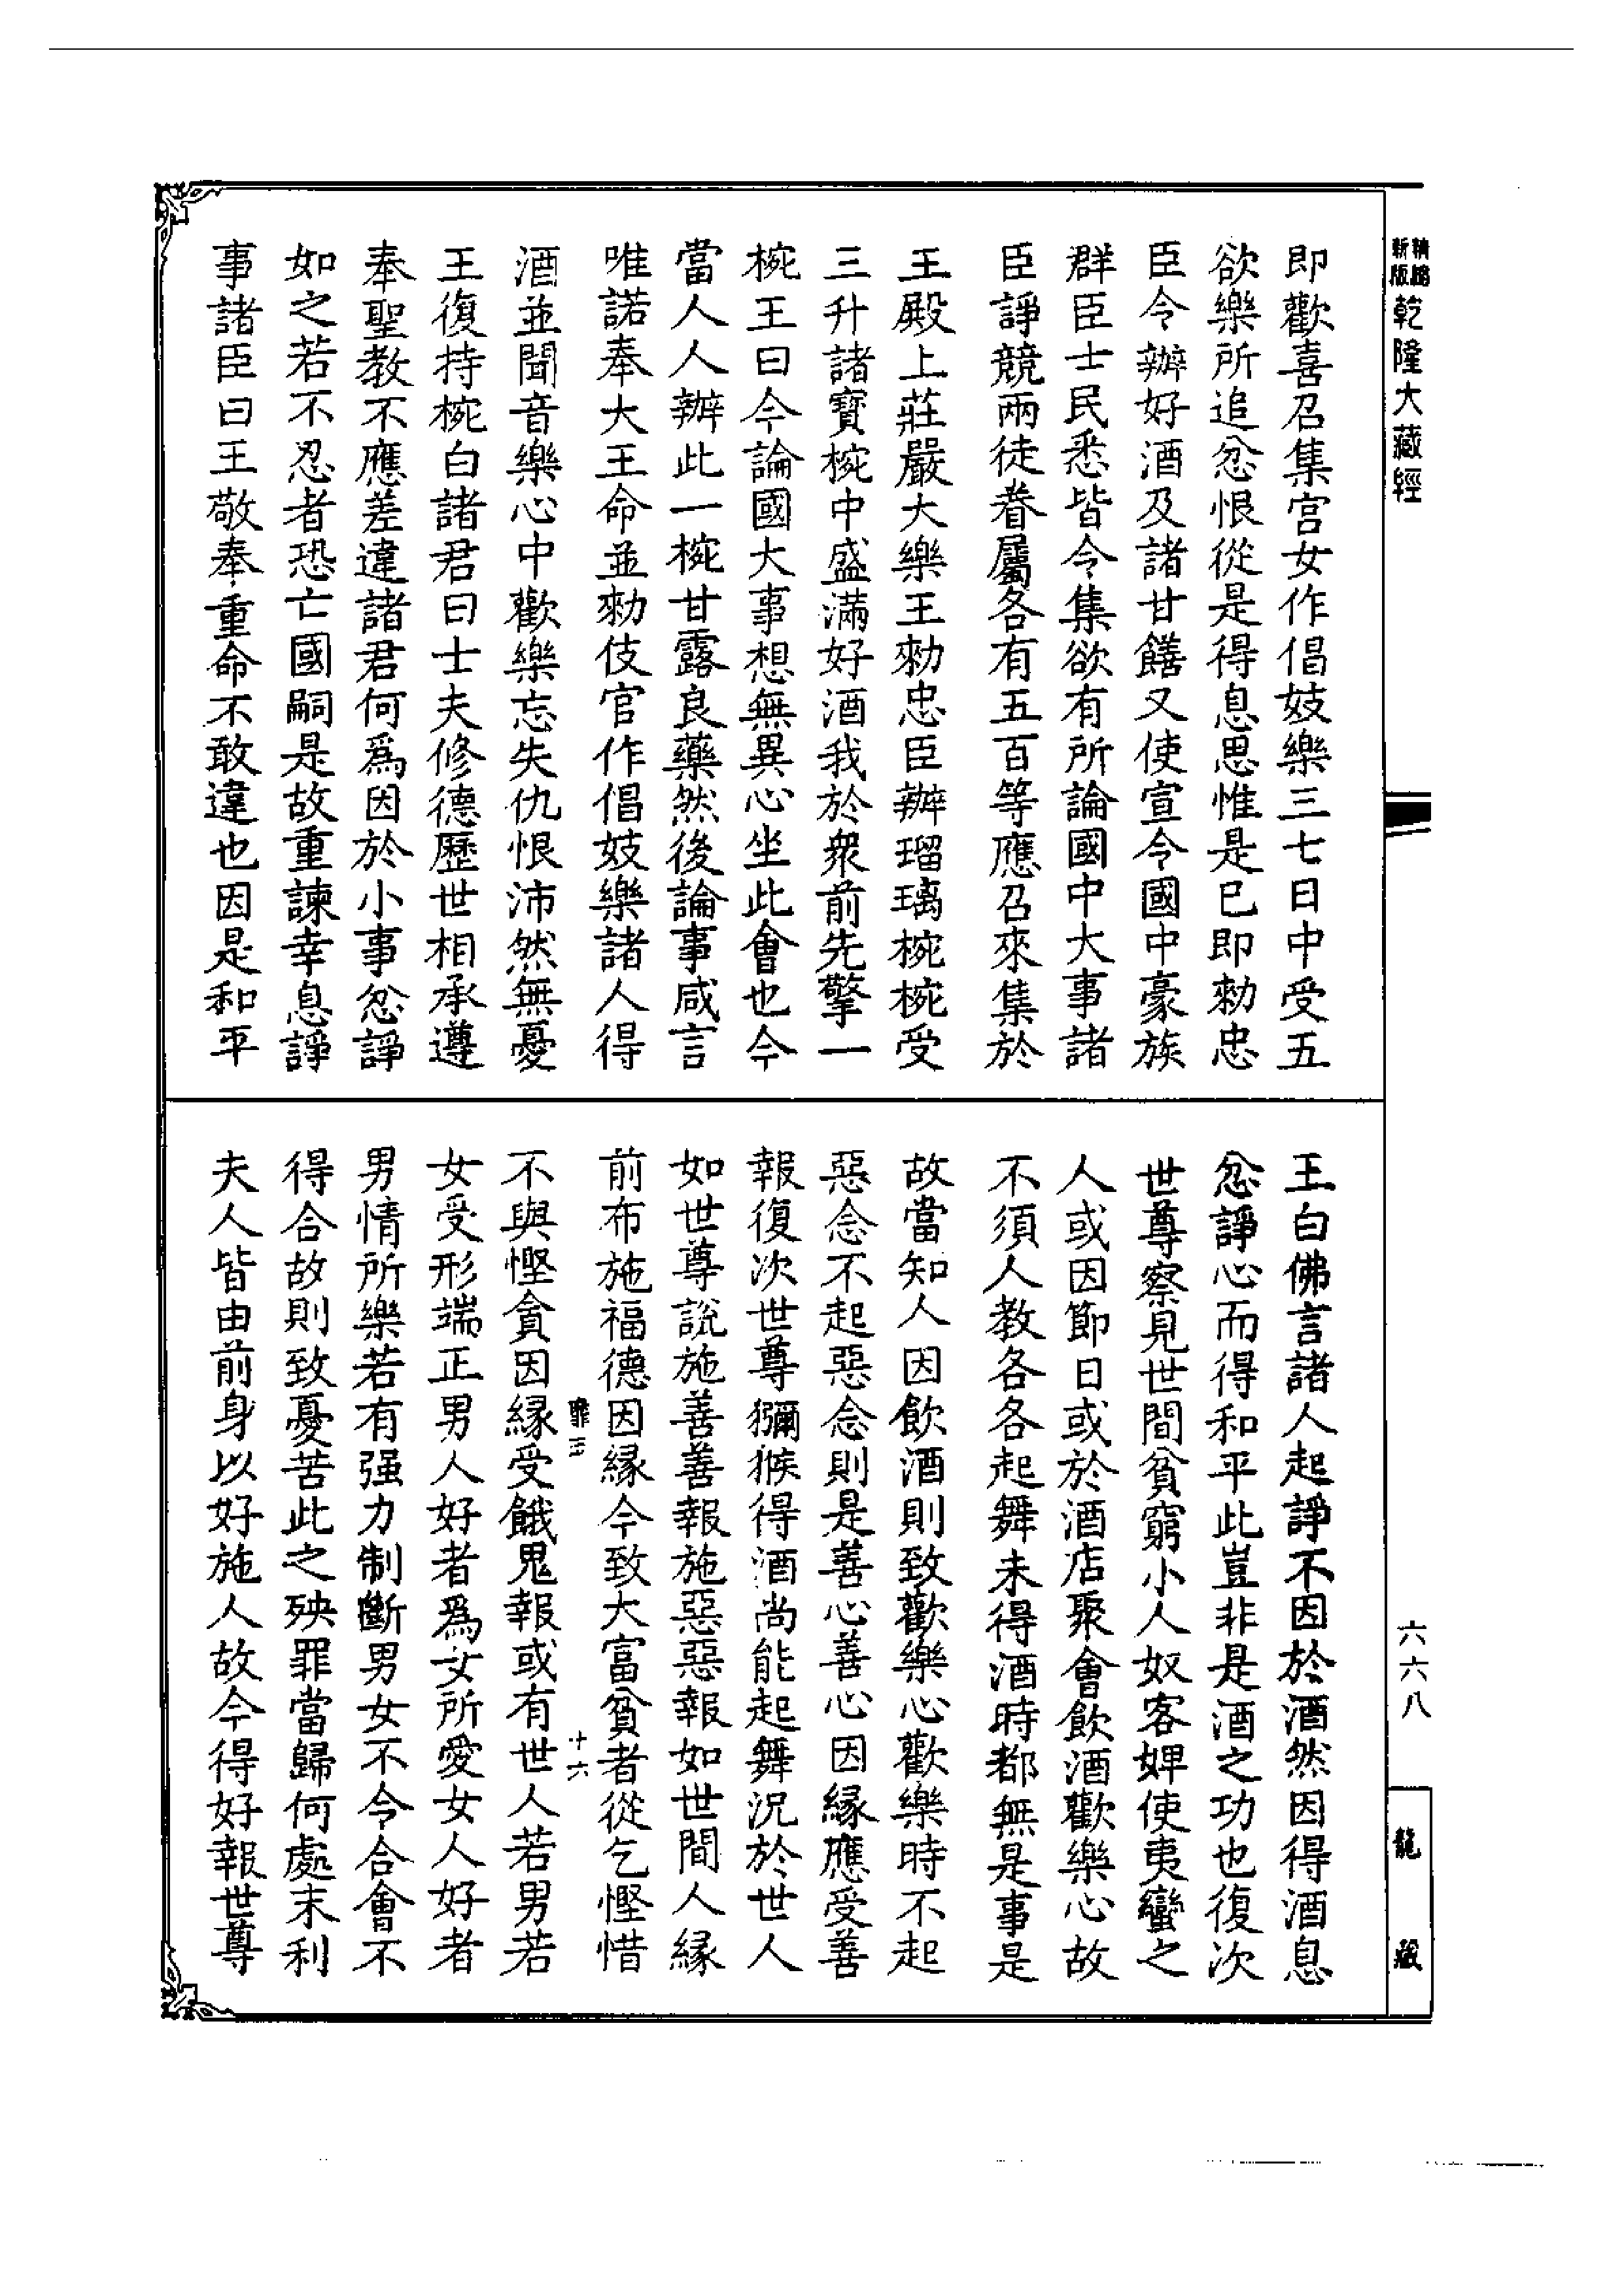 新版
乾隆大藏經
即歡喜召集宮女作倡妓樂三七日中受五
欲樂所追忿恨從是得息思惟是已即勅忠
臣令辦好酒及諸甘饍又使宣令國中豪族
群臣士民悉皆令集欲有所論國中大事諸
臣諍競兩徒眷屬各有五百等應召來集於
王殿上莊嚴大樂王勅忠臣辦瑠璃椀椀受
三升諸寶椀中盛滿好酒我於衆前先擎一
椀王曰今論國大事想無異心坐此會也今
當人人辦此一椀甘露良藥然後論事咸言
唯諾奉大王命並勅伎官作倡妓樂諸人得
酒並聞音樂心中歡樂忘失仇恨沛然無憂
王復持椀白諸君曰士夫修德歷世相承遵
奉聖教不應差違諸君何爲因於小事忿諍
如之若不忍者恐亡國嗣是故重諫幸息諍
事諸臣曰王敬奉重命不敢違也因是和平
王白佛言諸人起諍不因於酒然因得酒息
忿諍心而得和平此豈非是酒之功也復次
世尊察見世間貧窮小人奴客婢使夷蠻之
人或因節日或於酒店聚會飲酒歡樂心故
不須人教各各起舞未得酒時都無是事是
故當知人因飲酒則致歡樂心歡樂時不起
惡念不起惡念則是善心善心因緣應受善
報復次世尊獼猴得酒尚能起舞況於世人
如世尊說施善善報施惡惡報如世間人緣
前布施福德因緣今致大富貧者從乞慳惜
十六
不與慳貪因緣受餓鬼報或有世人若男若
女受形端正男人好者爲女所愛女人好者
男情所樂若有强力制斷男女不令合會不
得合故則致憂苦此之殃罪當歸何處末利
夫人皆由前身以好施人故今得好報世尊
六六八
龍藏